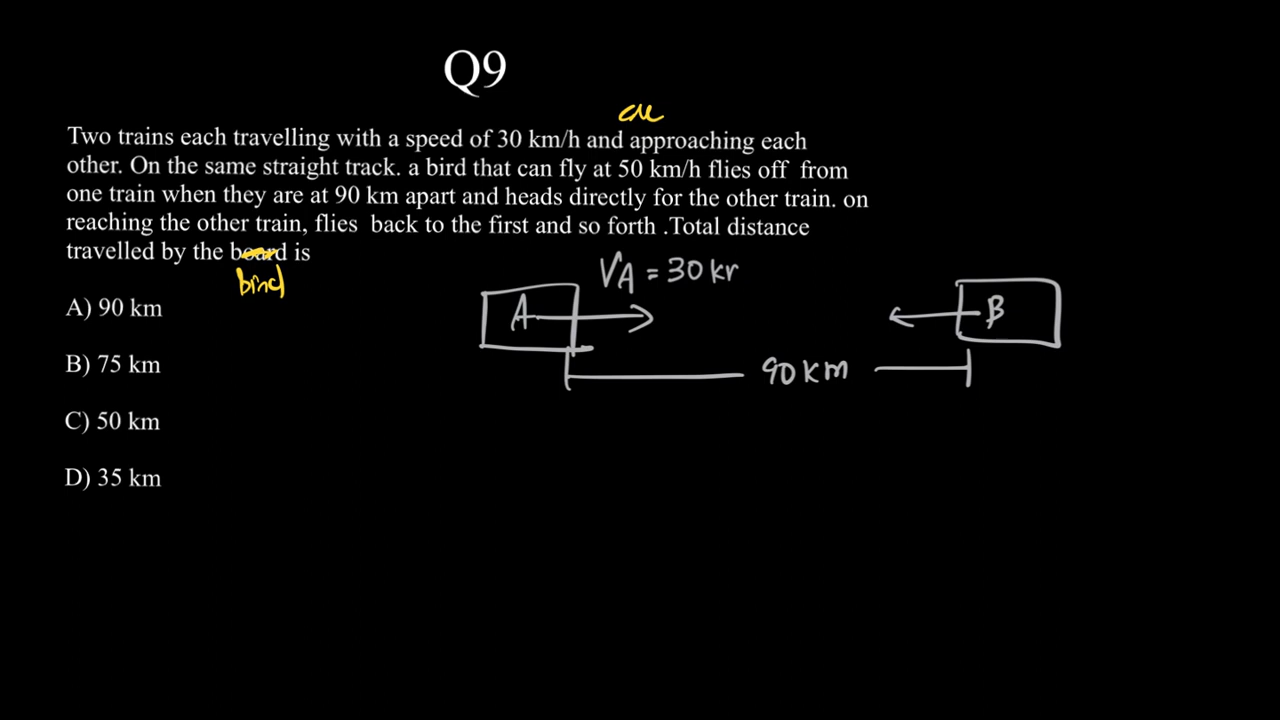 Q9
are
Two trains each travelling with a speed of 30 km/h and approaching each
other. On the same straight track. a bird that can fly at 50 km/h flies off from
one train when they are at 90 km apart and heads directly for the other train. on
reaching the other train, flies back to the first and so forth .Total distance
travelled by the board is
bird
A) 90 km
B) 75 km
C) 50 km
D) 35 km
VA = 30 kr
A
B
90 KM